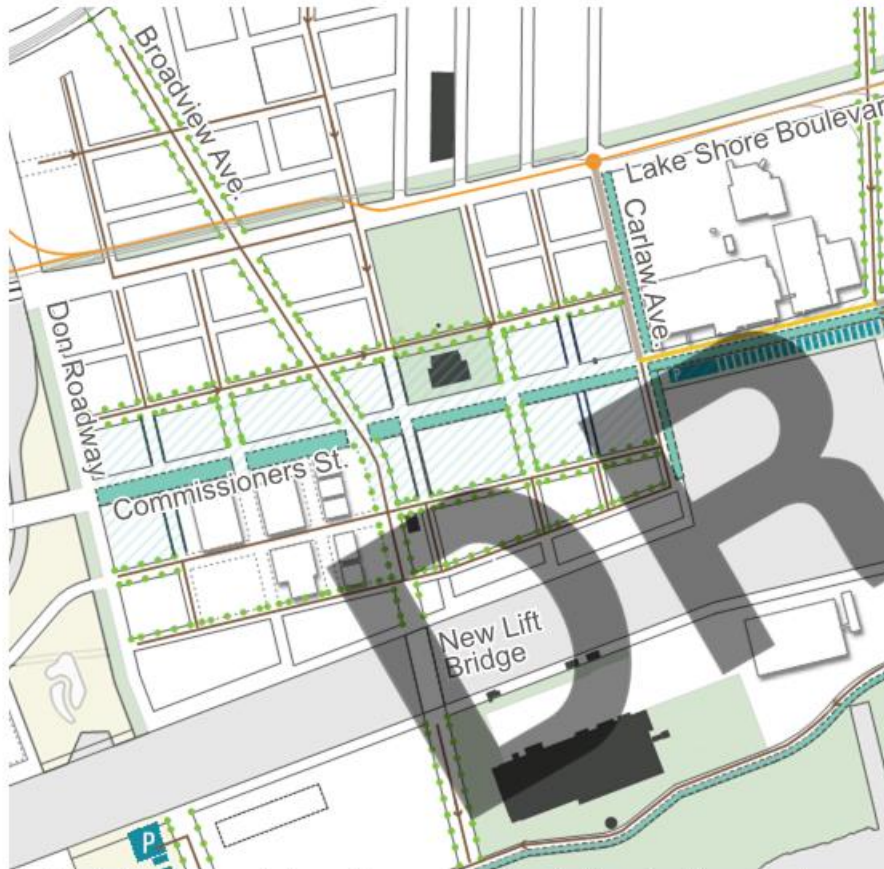 Broadview Ave.
Lake Shore Boulevar
Carlaw Ave.
Don Roadway
Commissioners St.
P
New Lift
Bridge
P
DR